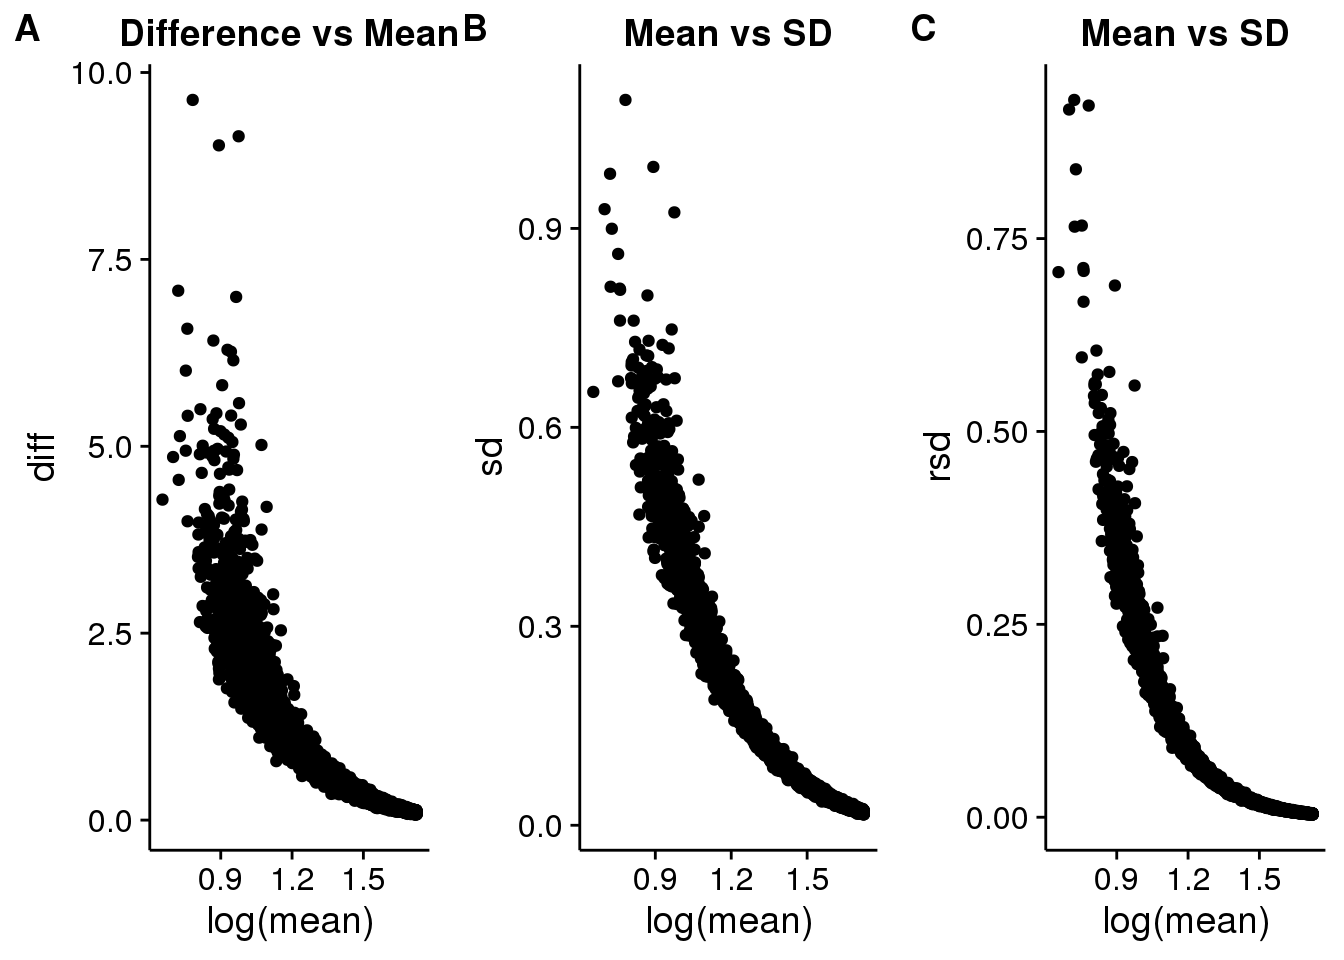 A
Difference vs Mean
10.0
7.5
5.0
2.5
0.0
diff
0.9 1.2 1.5
log(mean)
B
Mean vs SD
0.9
0.6
0.3
0.0
sd
0.9 1.2 1.5
log(mean)
C
Mean vs SD
0.75
0.50
0.25
0.00
rsd
0.9 1.2 1.5
log(mean)